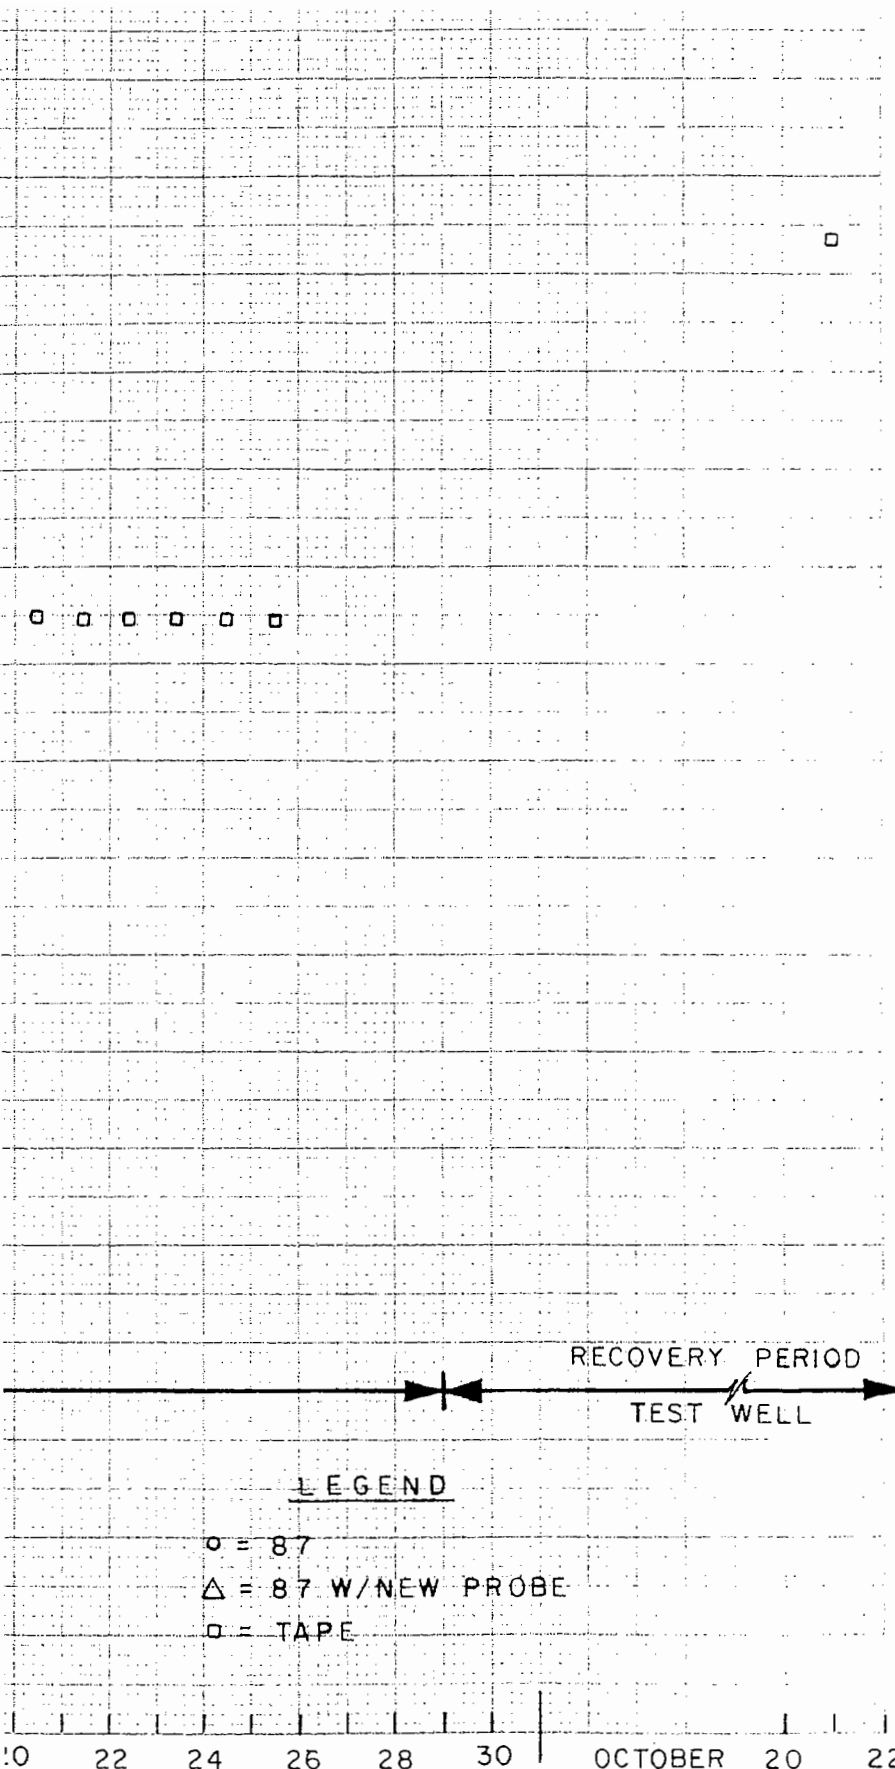 RECOVERY PERIOD
TEST WELL
LEGEND
o = 87
△ = 87 W/NEW PROBE
□ = TAPE
22 24 26 28 30 OCTOBER 20